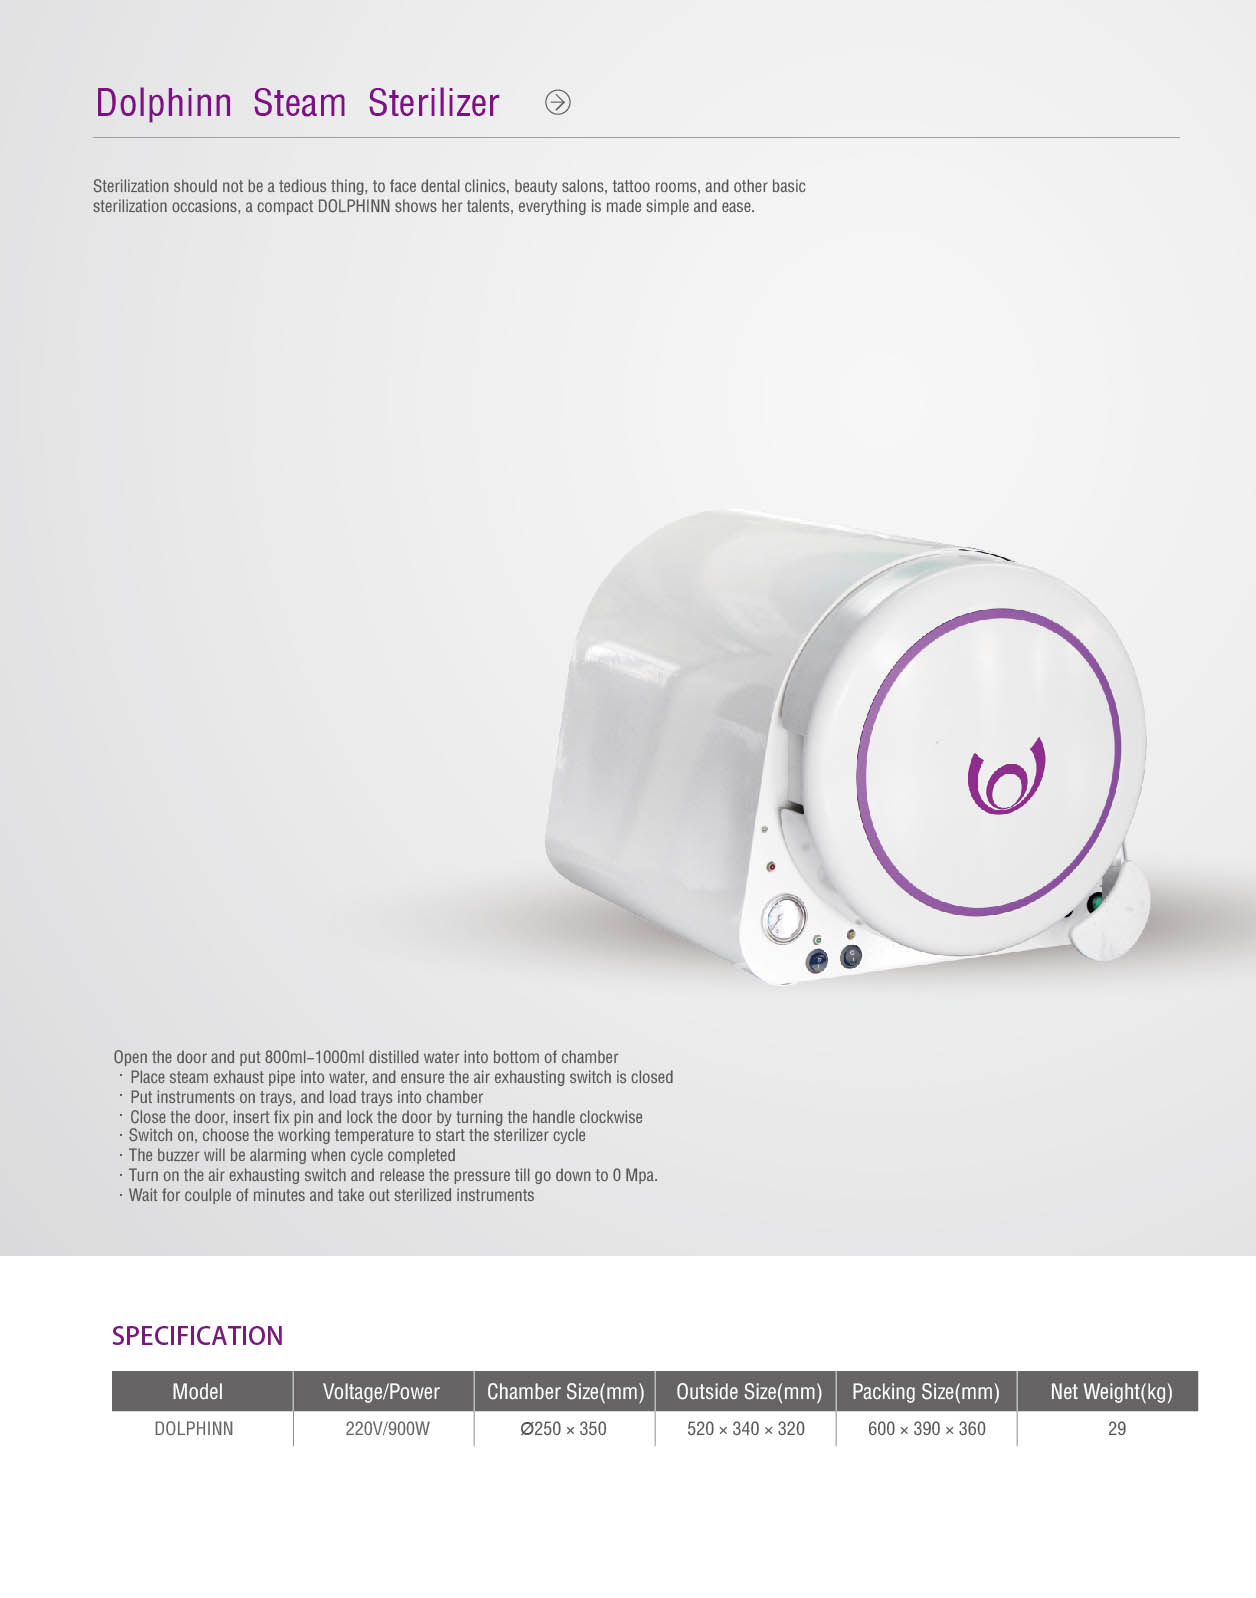 Dolphinn Steam Sterilizer
Sterilization should not be a tedious thing, to face dental clinics, beauty salons, tattoo rooms, and other basic
sterilization occasions, a compact DOLPHINN shows her talents, everything is made simple and ease.
Open the door and put 800ml–1000ml distilled water into bottom of chamber
· Place steam exhaust pipe into water, and ensure the air exhausting switch is closed
· Put instruments on trays, and load trays into chamber
· Close the door, insert fix pin and lock the door by turning the handle clockwise
· Switch on, choose the working temperature to start the sterilizer cycle
· The buzzer will be alarming when cycle completed
· Turn on the air exhausting switch and release the pressure till go down to 0 Mpa.
· Wait for coulple of minutes and take out sterilized instruments
SPECIFICATION
Model Voltage/Power Chamber Size(mm) Outside Size(mm) Packing Size(mm) Net Weight(kg)
DOLPHINN 220V/900W Ø250 × 350 520 × 340 × 320 600 × 390 × 360 29